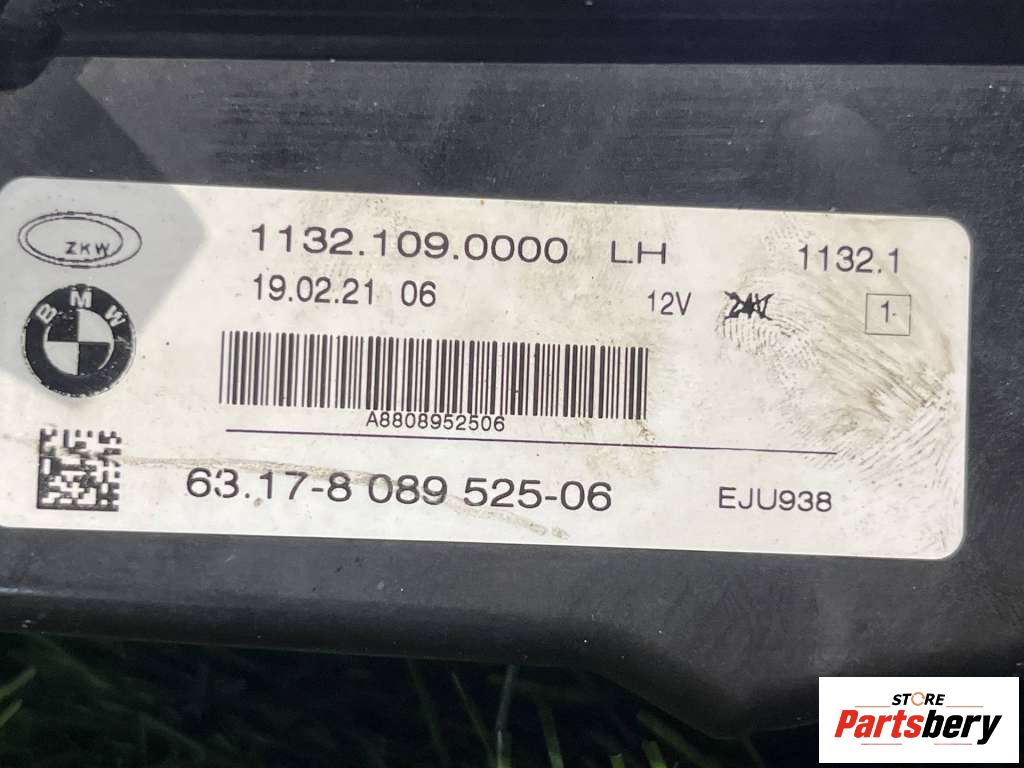 ZKW
BMW
1132.109.0000 LH 1132.1
19.02.21 06 12V 24V 1
A8808952506
63.17-8 089 525-06 EJU938
STORE
Partsbery